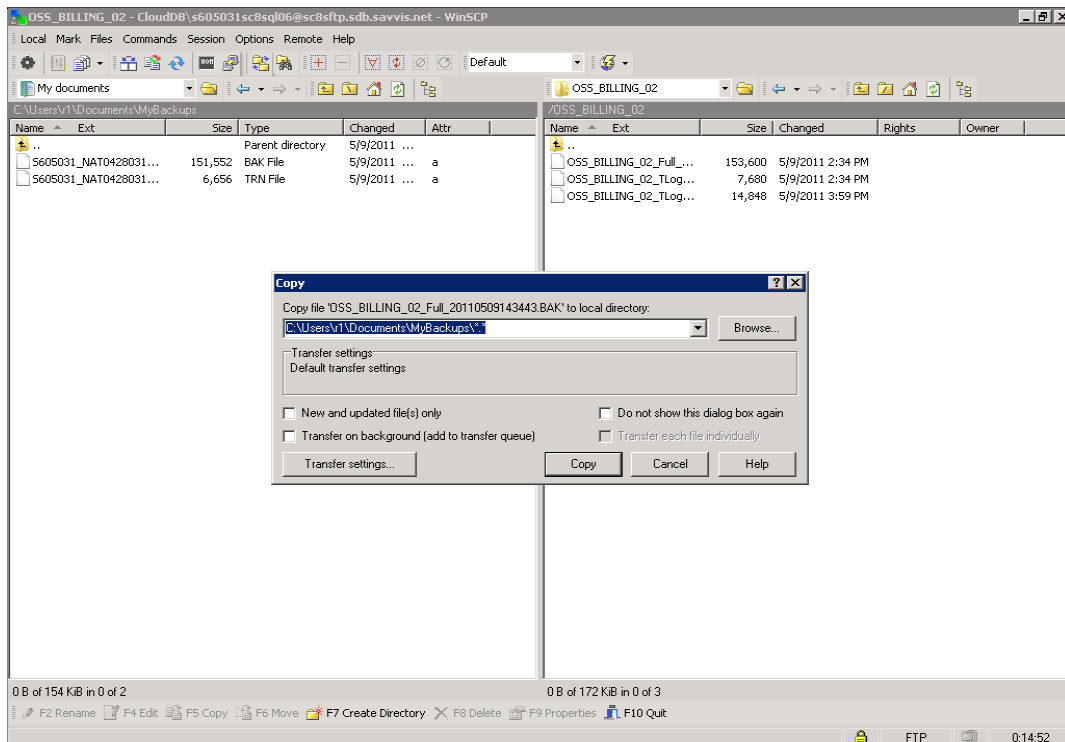 OSS_BILLING_02 - CloudDB\s605031sc8sql06@sc8sftp.sdb.savvis.net - WinSCP
Local Mark Files Commands Session Options Remote Help
Default
My documents
OSS_BILLING_02
C:\Users\r1\Documents\MyBackups
/OSS_BILLING_02
Name Ext Size Type Changed Attr
Name Ext Size Changed Rights Owner
.. Parent directory 5/9/2011 ...
..
S605031_NAT0428031... 151,552 BAK File 5/9/2011 ... a
OSS_BILLING_02_Full_... 153,600 5/9/2011 2:34 PM
S605031_NAT0428031... 6,656 TRN File 5/9/2011 ... a
OSS_BILLING_02_TLog... 7,680 5/9/2011 2:34 PM
OSS_BILLING_02_TLog... 14,848 5/9/2011 3:59 PM
Copy
Copy file 'OSS_BILLING_02_Full_20110509143443.BAK' to local directory:
C:\Users\r1\Documents\MyBackups\*.*
Browse...
Transfer settings
Default transfer settings
New and updated file(s) only
Do not show this dialog box again
Transfer on background (add to transfer queue)
Transfer each file individually
Transfer settings... Copy Cancel Help
0 B of 154 KiB in 0 of 2
0 B of 172 KiB in 0 of 3
F2 Rename F4 Edit F5 Copy F6 Move F7 Create Directory F8 Delete F9 Properties F10 Quit
FTP 0:14:52